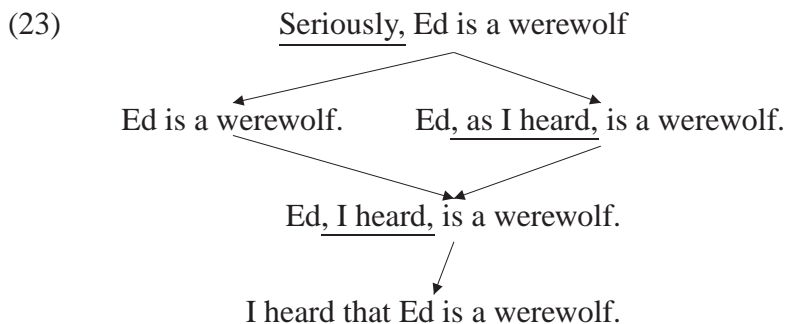 (23) Seriously, Ed is a werewolf
Ed is a werewolf. Ed, as I heard, is a werewolf.
Ed, I heard, is a werewolf.
I heard that Ed is a werewolf.